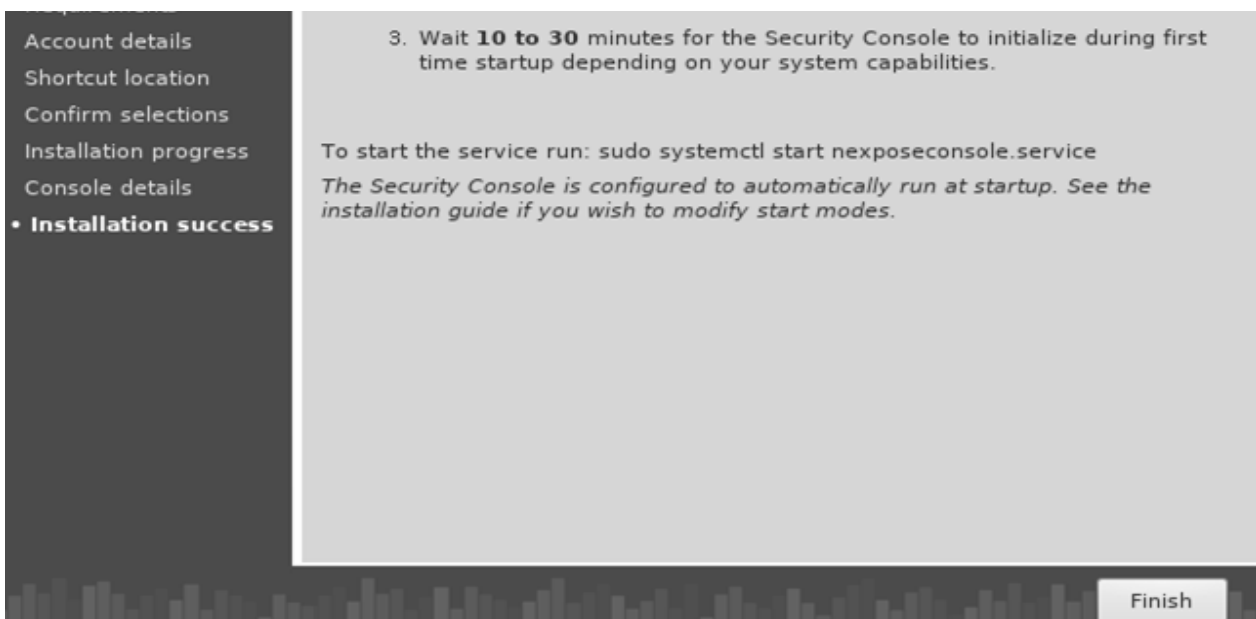 Account details
Shortcut location
Confirm selections
Installation progress
Console details
• Installation success
3. Wait 10 to 30 minutes for the Security Console to initialize during first
time startup depending on your system capabilities.
To start the service run: sudo systemctl start nexposeconsole.service
The Security Console is configured to automatically run at startup. See the
installation guide if you wish to modify start modes.
Finish